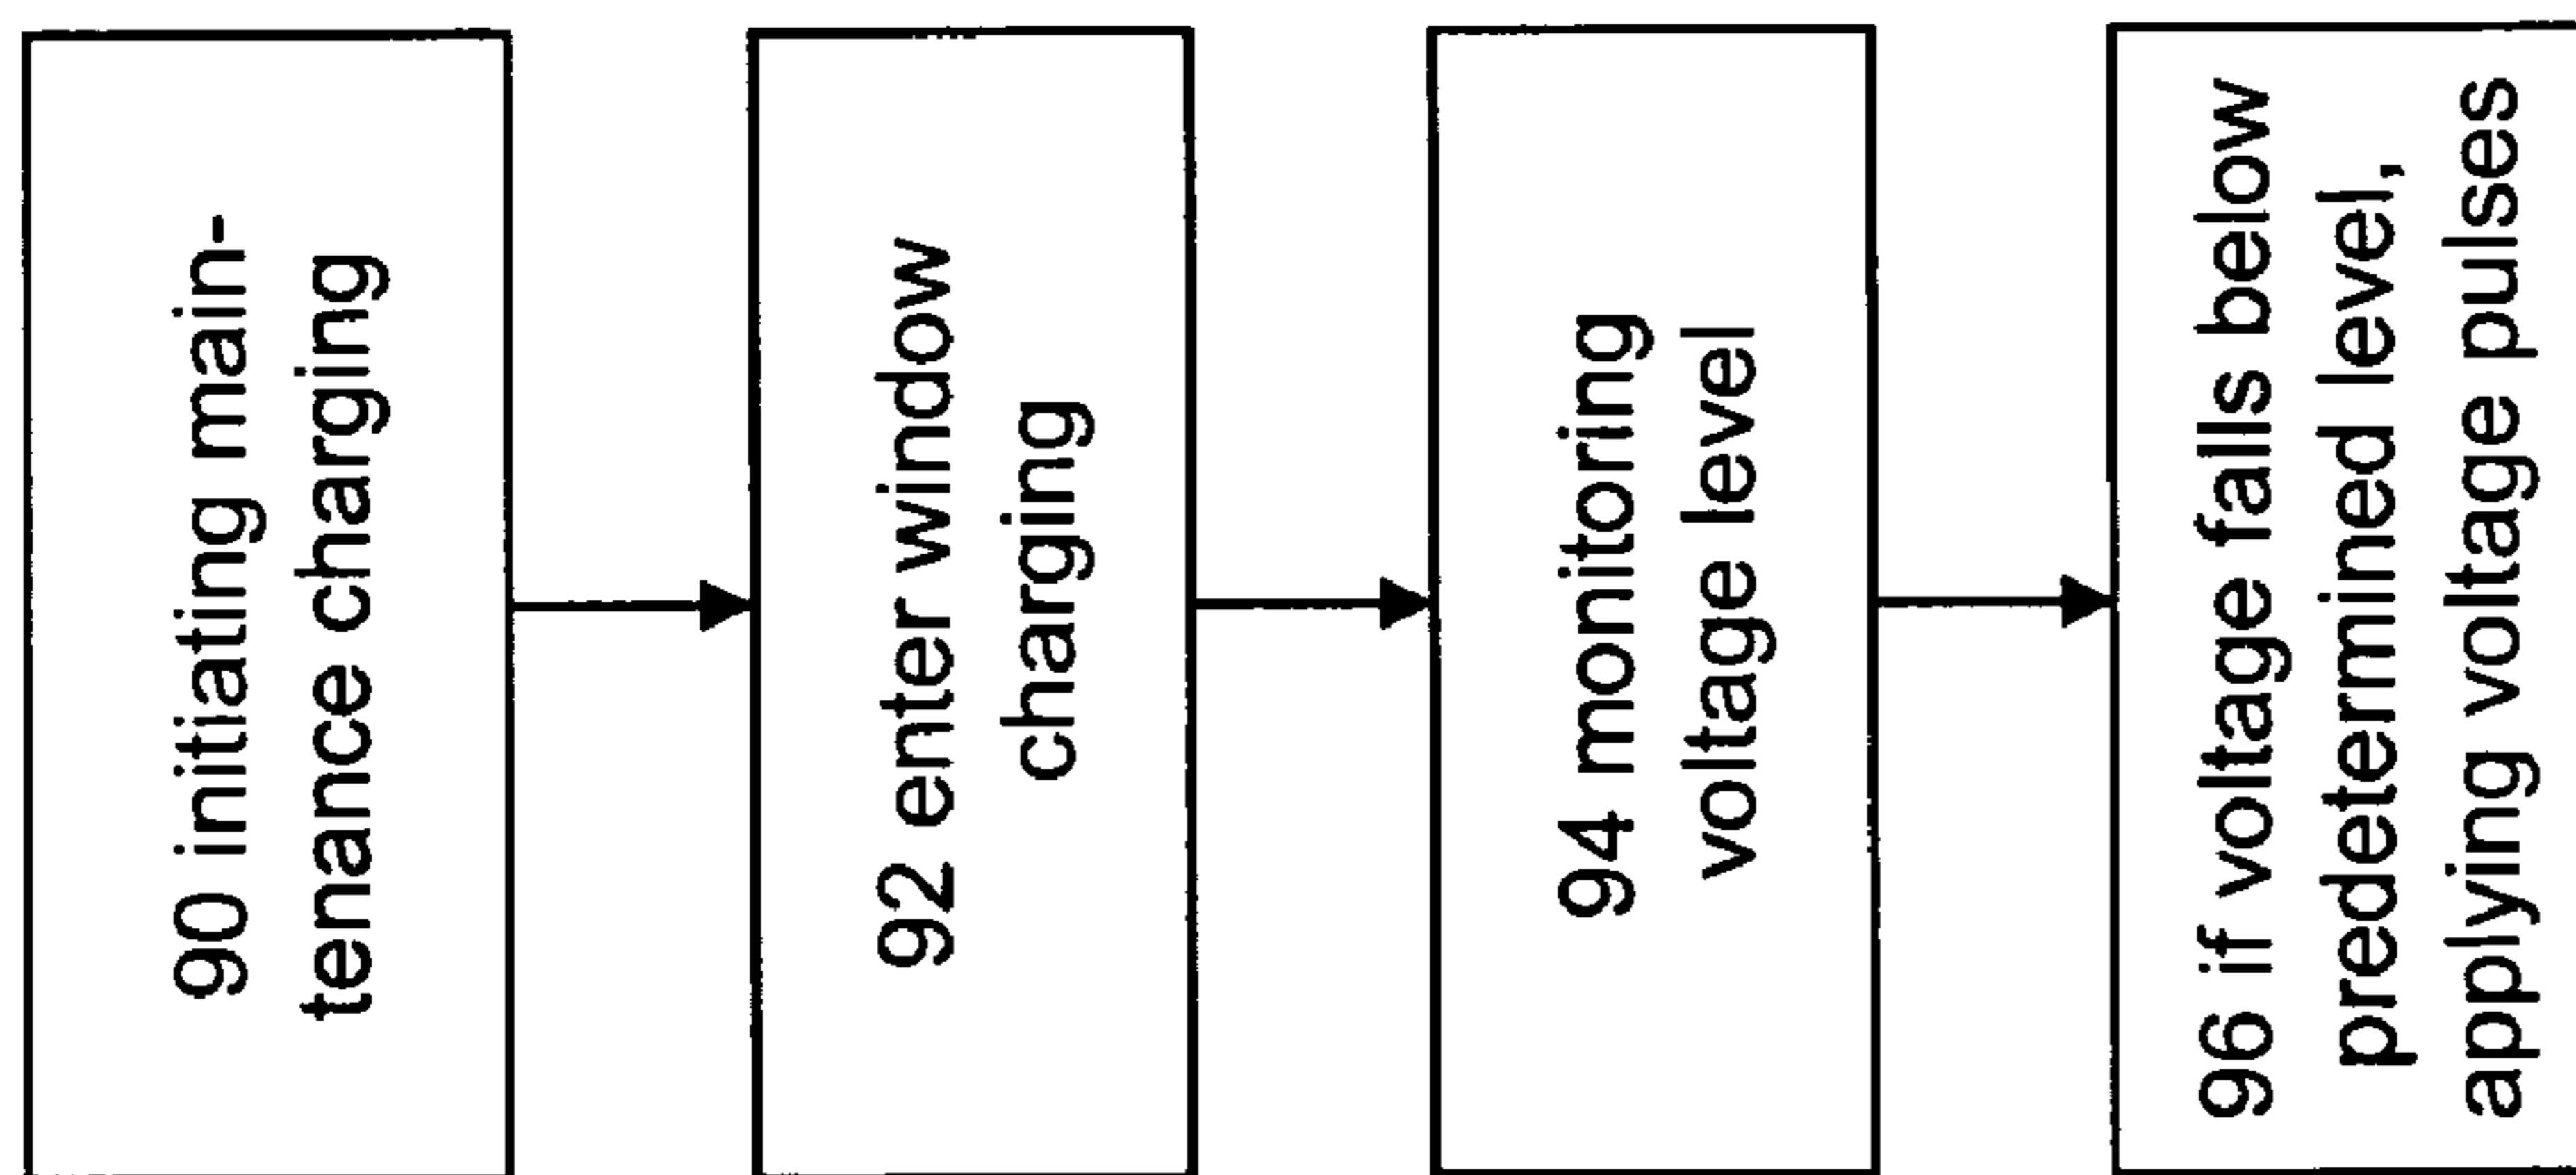 90 initiating main-
tenance charging
92 enter window
charging
94 monitoring
voltage level
96 if voltage falls below
predetermined level,
applying voltage pulses